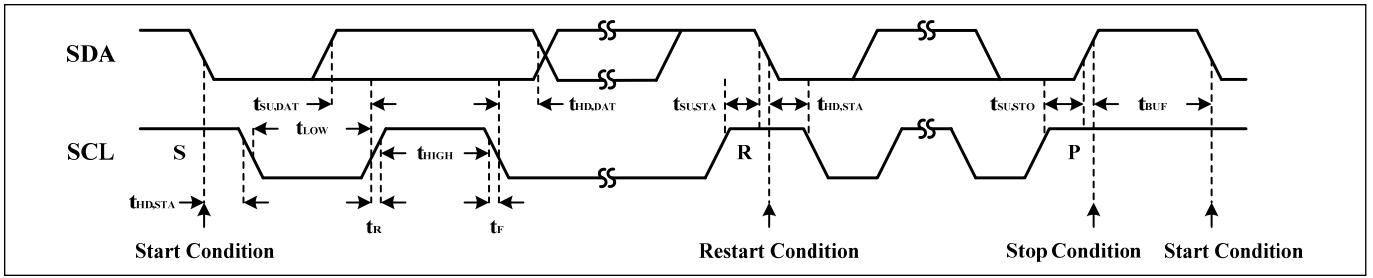 SDA
tSU,DAT
tHD,DAT
tSU,STA
tHD,STA
tSU,STO
tBUF
tLOW
SCL
S
tHIGH
R
P
tHD,STA
tR
tF
Start Condition
Restart Condition
Stop Condition
Start Condition